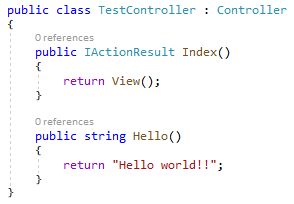 public class TestController : Controller
{
0 references
public IActionResult Index()
{
return View();
}
0 references
public string Hello()
{
return "Hello world!!";
}
}